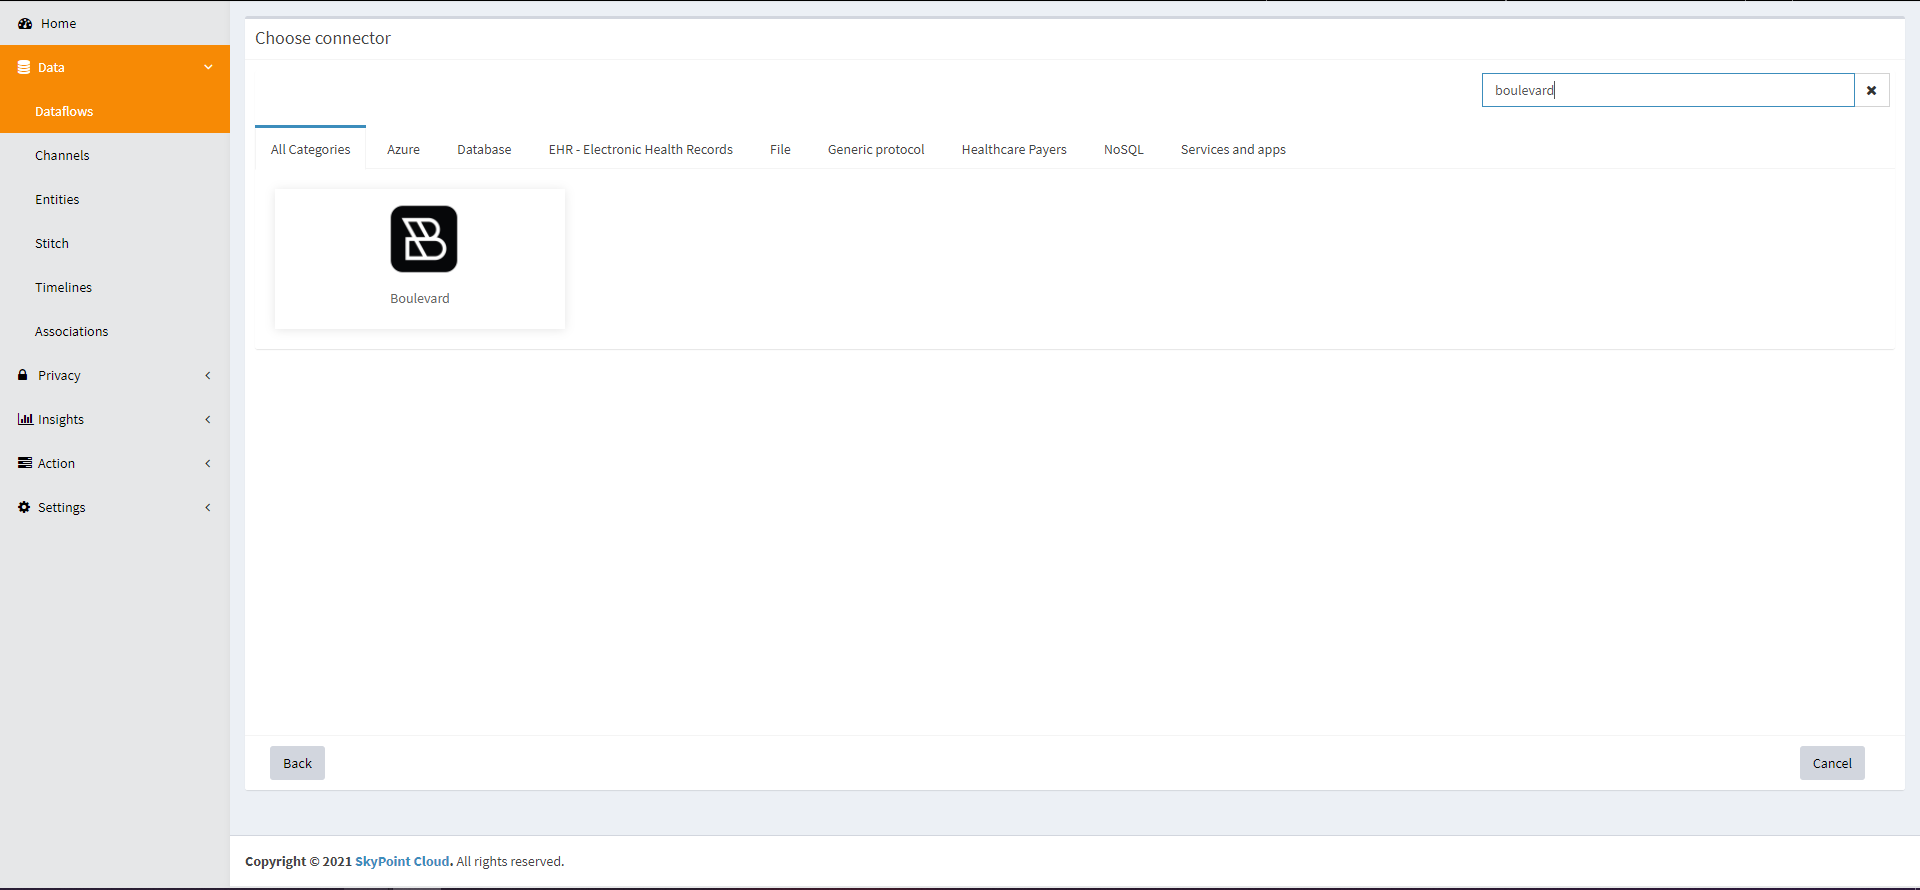 Home
Data
Dataflows
Channels
Entities
Stitch
Timelines
Associations
Privacy
Insights
Action
Settings
Choose connector
boulevard
All Categories Azure Database EHR - Electronic Health Records File Generic protocol Healthcare Payers NoSQL Services and apps
Boulevard
Back Cancel
Copyright © 2021 SkyPoint Cloud. All rights reserved.